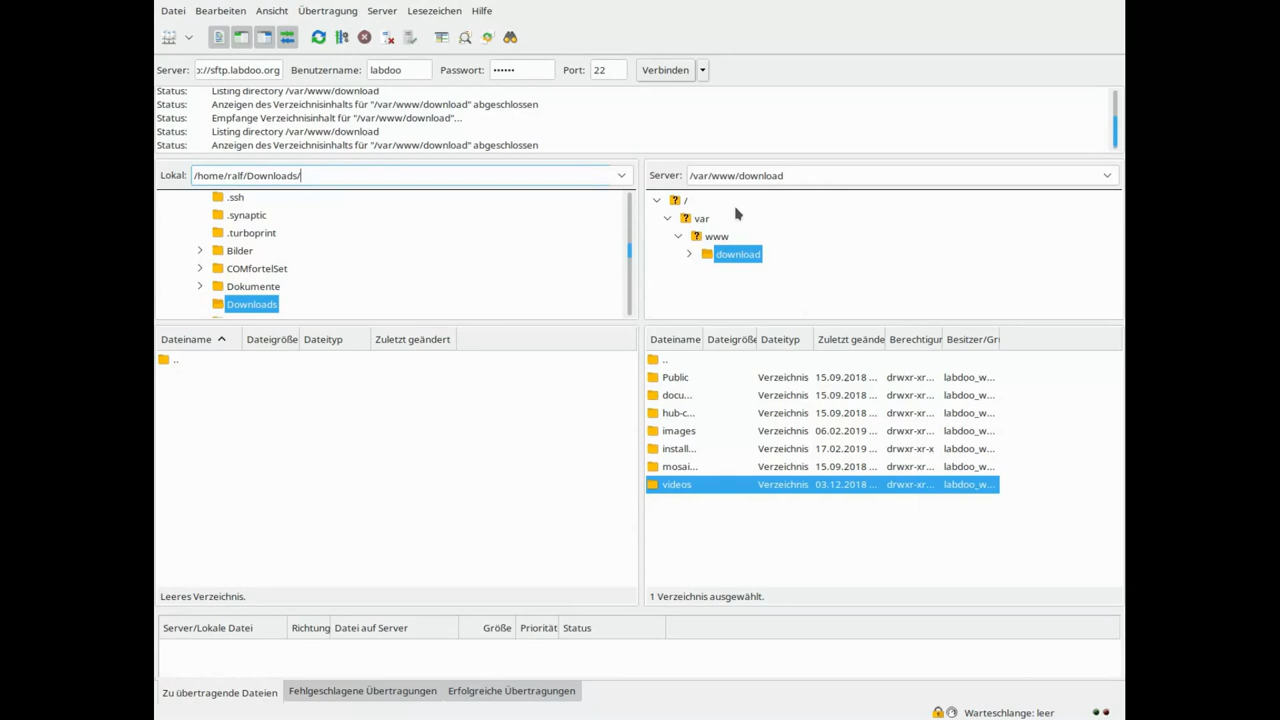 Datei Bearbeiten Ansicht Übertragung Server Lesezeichen Hilfe
Server: ɔ://sftp.labdoo.org Benutzername: labdoo Passwort: •••••• Port: 22 Verbinden
Status: Listing directory /var/www/download
Status: Anzeigen des Verzeichnisinhalts für "/var/www/download" abgeschlossen
Status: Empfange Verzeichnisinhalt für "/var/www/download"...
Status: Listing directory /var/www/download
Status: Anzeigen des Verzeichnisinhalts für "/var/www/download" abgeschlossen
Lokal: /home/ralf/Downloads/
.ssh
.synaptic
.turboprint
Bilder
COMfortelSet
Dokumente
Downloads
Server: /var/www/download
/
var
www
download
Dateiname Dateigröße Dateityp Zuletzt geändert
..
Leeres Verzeichnis.
Dateiname Dateigröße Dateityp Zuletzt geände Berechtigun Besitzer/Gru
..
Public Verzeichnis 15.09.2018 ... drwxr-xr... labdoo_w...
docu... Verzeichnis 15.09.2018 ... drwxr-xr... labdoo_w...
hub-c... Verzeichnis 15.09.2018 ... drwxr-xr... labdoo_w...
images Verzeichnis 06.02.2019 ... drwxr-xr... labdoo_w...
install... Verzeichnis 17.02.2019 ... drwxr-xr-x labdoo_w...
mosai... Verzeichnis 15.09.2018 ... drwxr-xr... labdoo_w...
videos Verzeichnis 03.12.2018 ... drwxr-xr... labdoo_w...
1 Verzeichnis ausgewählt.
Server/Lokale Datei Richtung Datei auf Server Größe Priorität Status
Zu übertragende Dateien Fehlgeschlagene Übertragungen Erfolgreiche Übertragungen
Warteschlange: leer